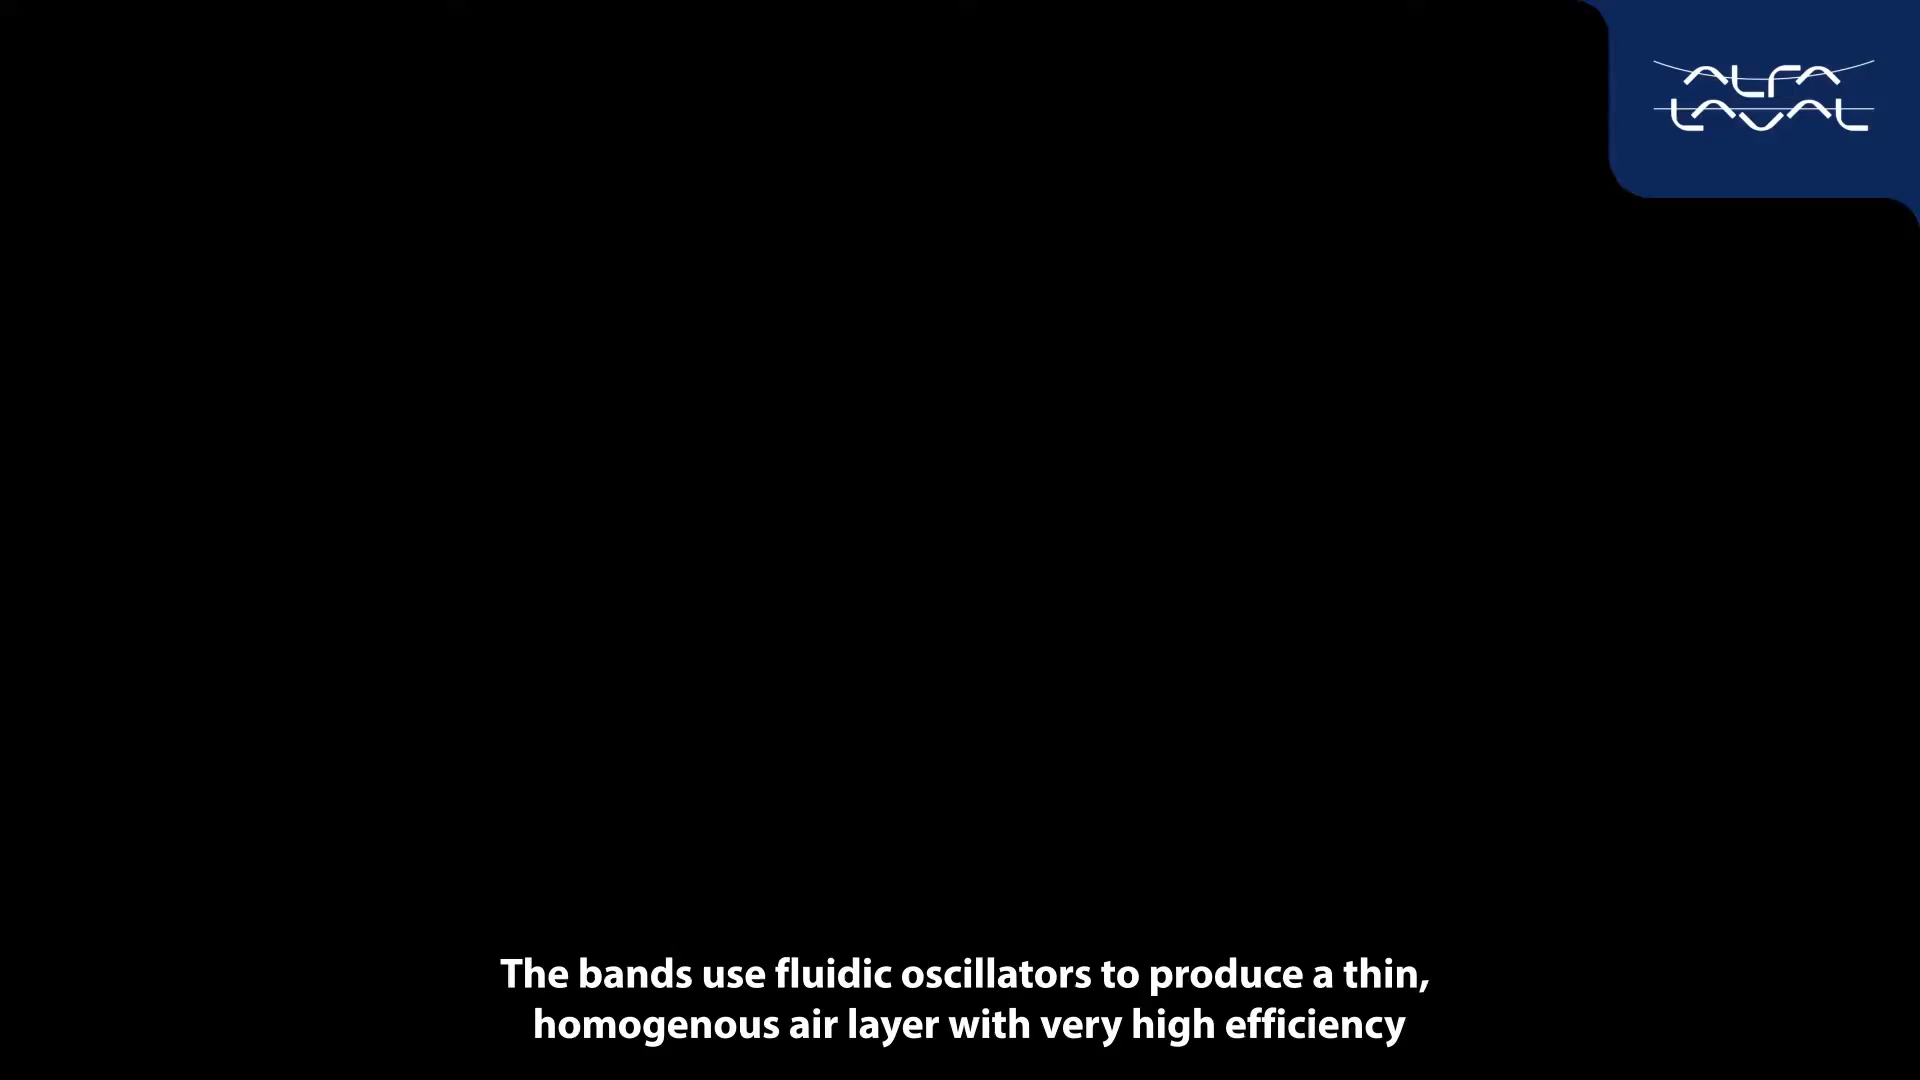 ALFA
LAVAL
The bands use fluidic oscillators to produce a thin,
homogenous air layer with very high efficiency